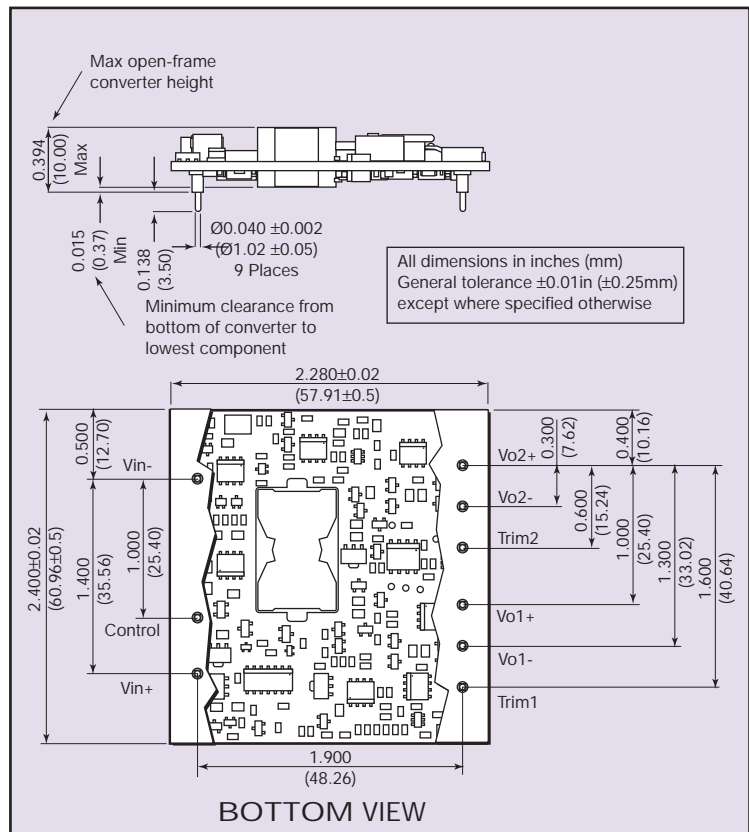 Max open-frame
converter height
0.394
(10.00)
Max
0.015
(0.37)
Min
0.138
(3.50)
Ø0.040 ±0.002
(Ø1.02 ±0.05)
9 Places
Minimum clearance from
bottom of converter to
lowest component
All dimensions in inches (mm)
General tolerance ±0.01in (±0.25mm)
except where specified otherwise
2.280±0.02
(57.91±0.5)
2.400±0.02
(60.96±0.5)
0.500
(12.70)
1.400
(35.56)
1.000
(25.40)
Vin-
Control
Vin+
Vo2+
Vo2-
Trim2
Vo1+
Vo1-
Trim1
0.300
(7.62)
0.400
(10.16)
0.600
(15.24)
1.000
(25.40)
1.300
(33.02)
1.600
(40.64)
1.900
(48.26)
BOTTOM VIEW